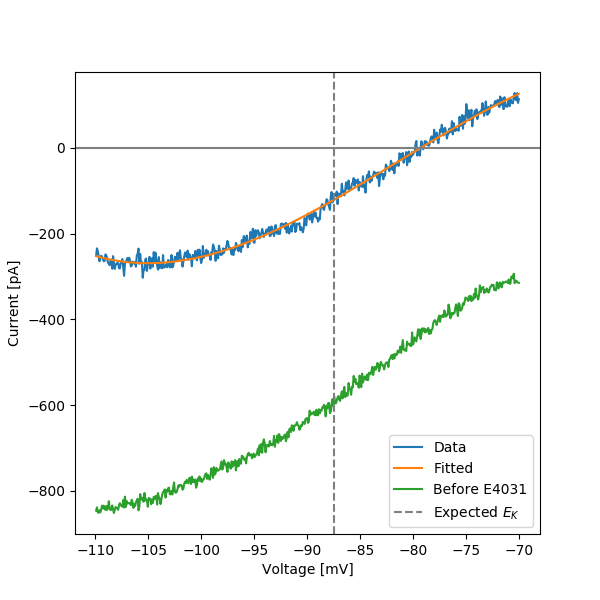 0
−200
−400
−600
−800
Current [pA]
−110
−105
−100
−95
−90
−85
−80
−75
−70
Voltage [mV]
Data
Fitted
Before E4031
Expected E_K